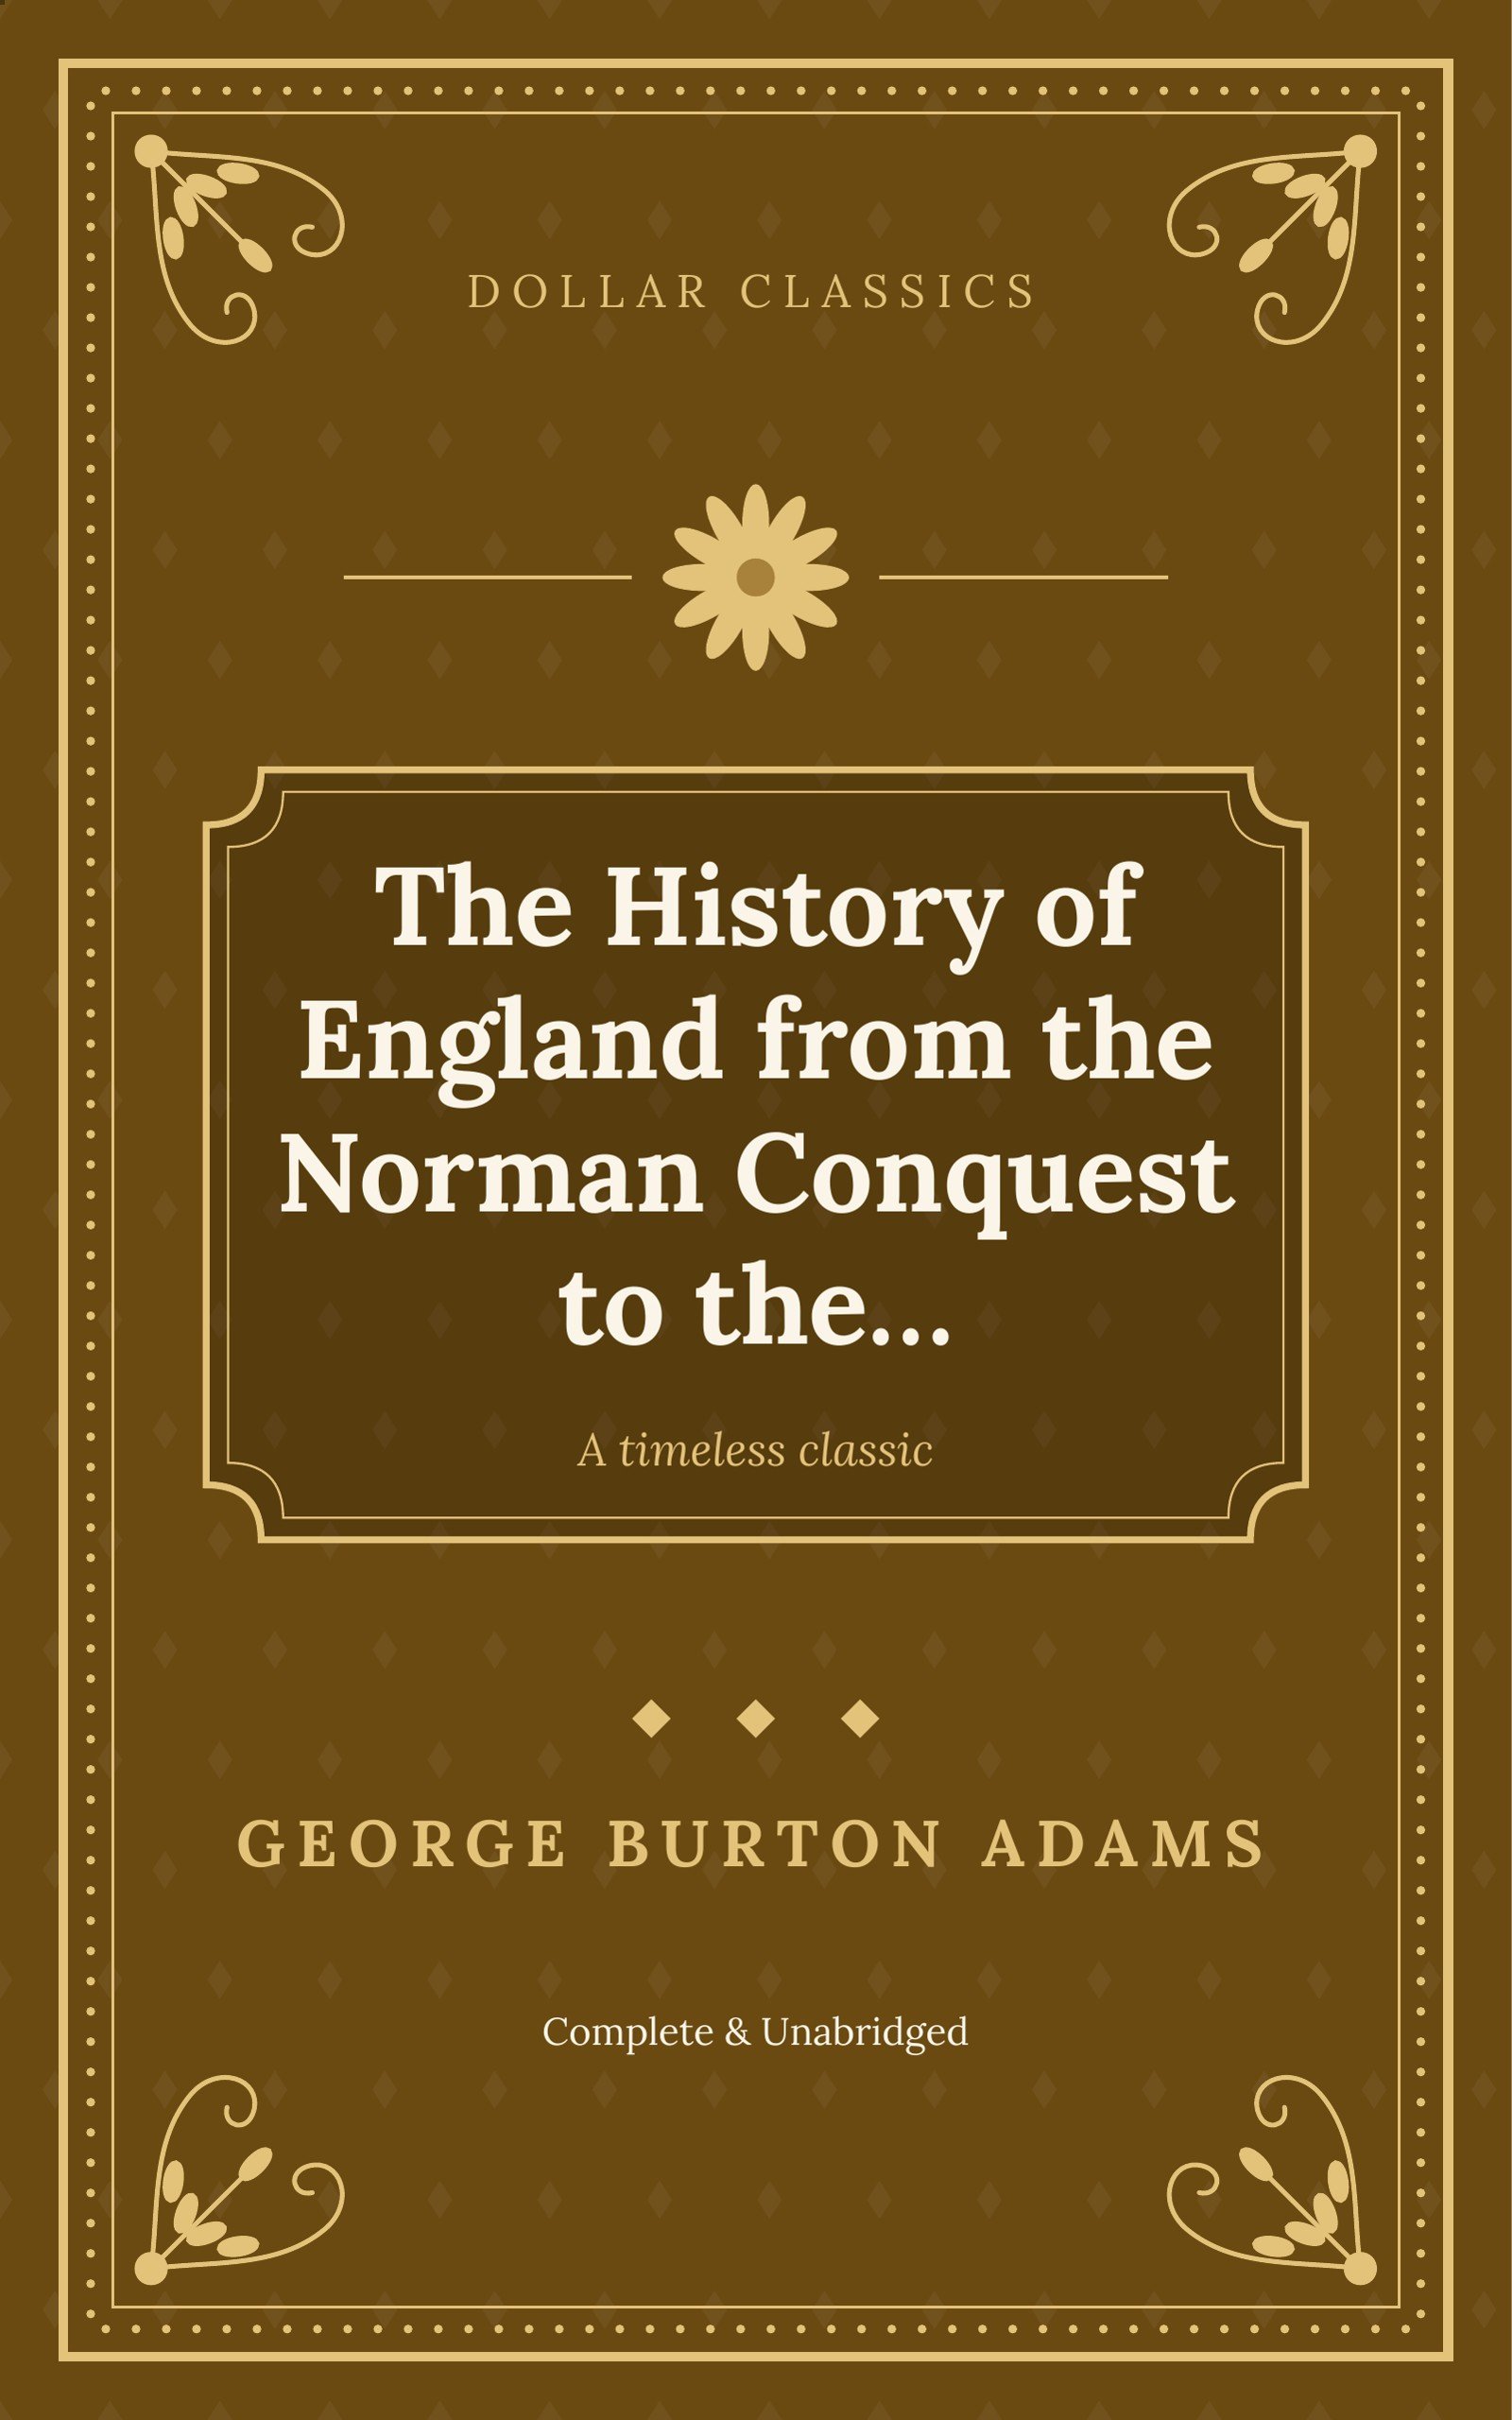 DOLLAR CLASSICS
The History of
England from the
Norman Conquest
to the...
A timeless classic
GEORGE BURTON ADAMS
Complete & Unabridged